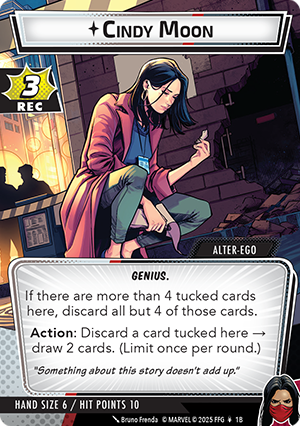 CINDY MOON
3
REC
ALTER-EGO
GENIUS.
If there are more than 4 tucked cards
here, discard all but 4 of those cards.
Action: Discard a card tucked here →
draw 2 cards. (Limit once per round.)
"Something about this story doesn't add up."
HAND SIZE 6 / HIT POINTS 10
Bruno Frenda © MARVEL © 2025 FFG 1B